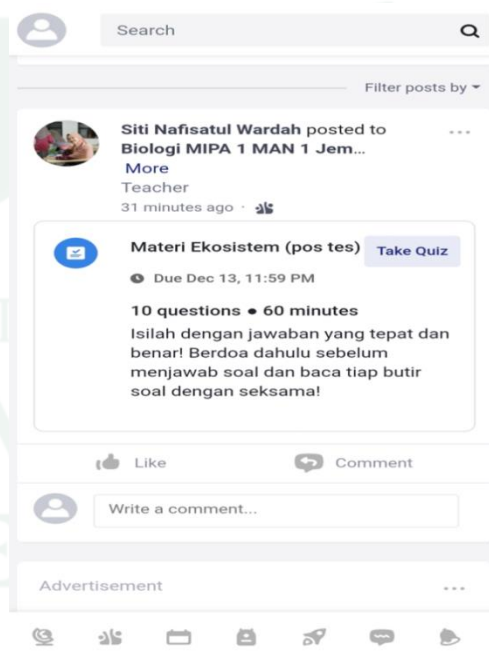 Search
Filter posts by
Siti Nafisatul Wardah posted to
Biologi MIPA 1 MAN 1 Jem...
More
Teacher
31 minutes ago ·
Materi Ekosistem (pos tes)
Take Quiz
Due Dec 13, 11:59 PM
10 questions ● 60 minutes
Isilah dengan jawaban yang tepat dan
benar! Berdoa dahulu sebelum
menjawab soal dan baca tiap butir
soal dengan seksama!
Like
Comment
Write a comment...
Advertisement